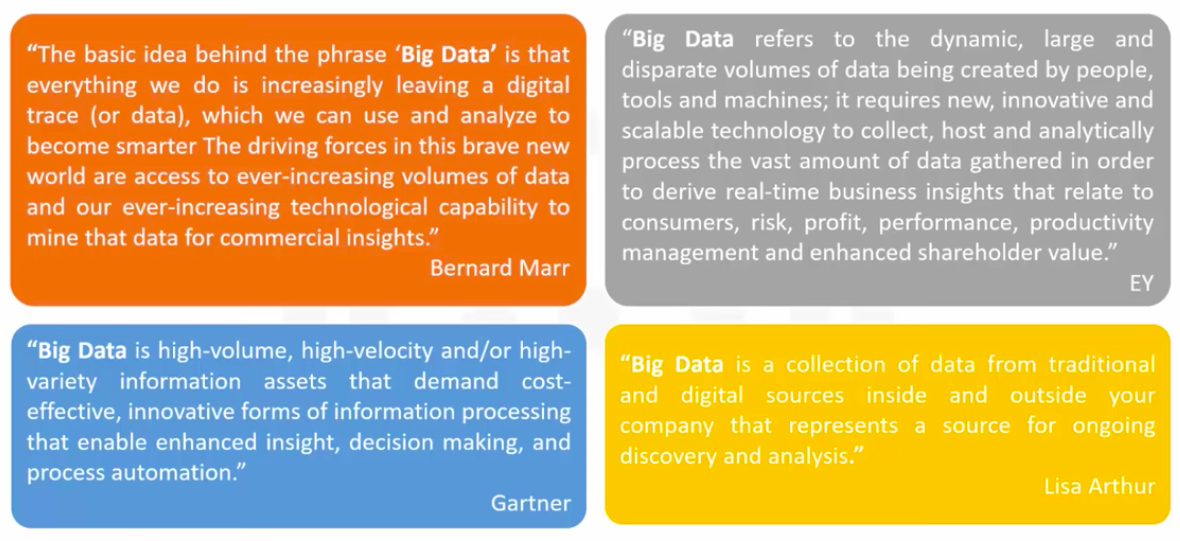 “The basic idea behind the phrase ‘Big Data’ is that
everything we do is increasingly leaving a digital
trace (or data), which we can use and analyze to
become smarter The driving forces in this brave new
world are access to ever-increasing volumes of data
and our ever-increasing technological capability to
mine that data for commercial insights.”
Bernard Marr
“Big Data refers to the dynamic, large and
disparate volumes of data being created by people,
tools and machines; it requires new, innovative and
scalable technology to collect, host and analytically
process the vast amount of data gathered in order
to derive real-time business insights that relate to
consumers, risk, profit, performance, productivity
management and enhanced shareholder value.”
EY
“Big Data is high-volume, high-velocity and/or high-
variety information assets that demand cost-
effective, innovative forms of information processing
that enable enhanced insight, decision making, and
process automation.”
Gartner
“Big Data is a collection of data from traditional
and digital sources inside and outside your
company that represents a source for ongoing
discovery and analysis.”
Lisa Arthur